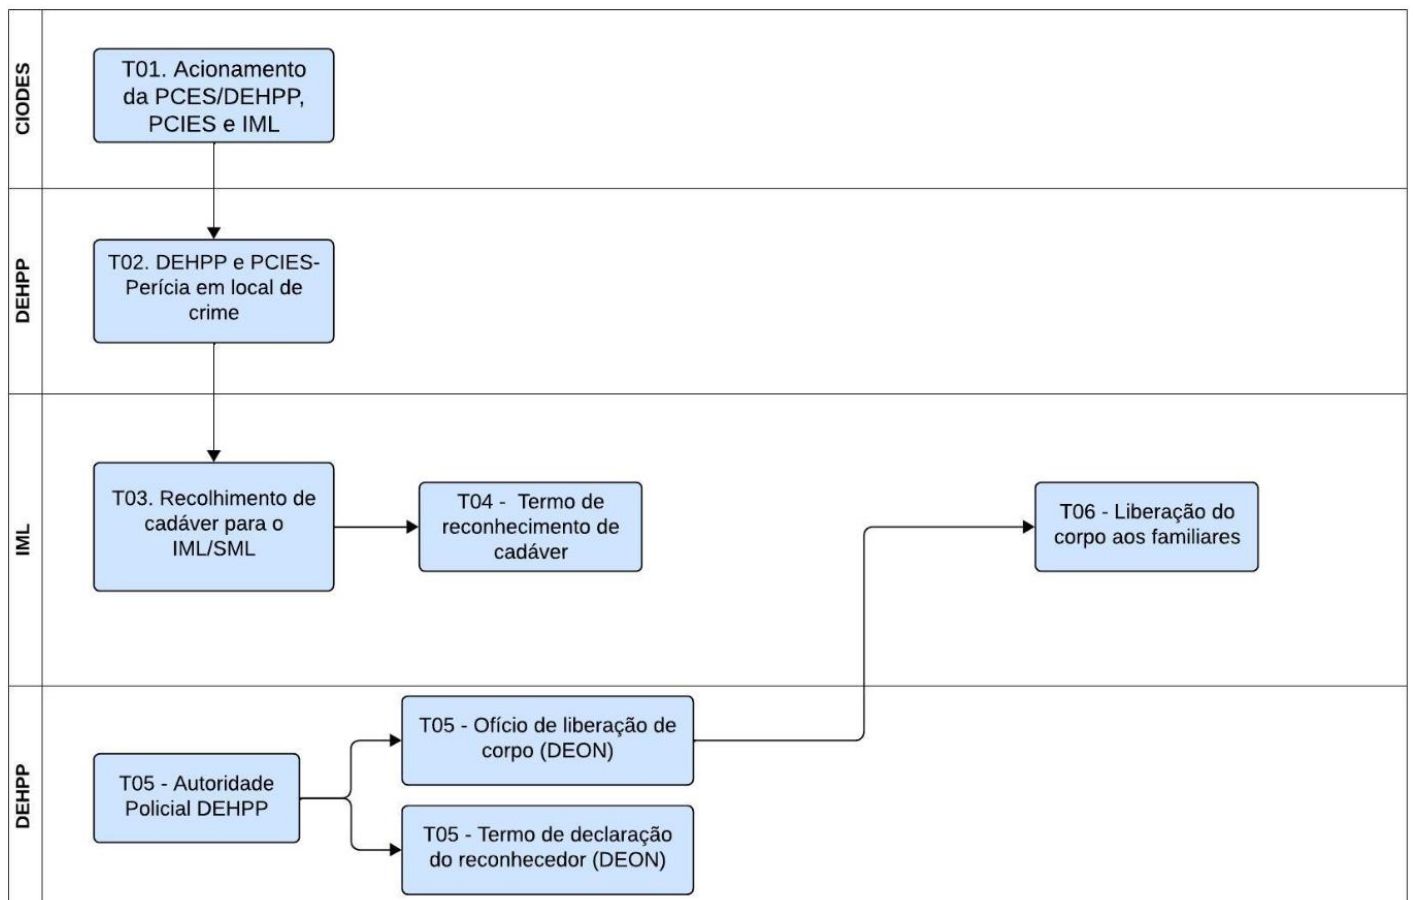 CIODES
T01. Acionamento
da PCES/DEHPP,
PCIES e IML
DEHPP
T02. DEHPP e PCIES-
Perícia em local de
crime
IML
T03. Recolhimento de
cadáver para o
IML/SML
T04 -  Termo de
reconhecimento de
cadáver
T06 - Liberação do
corpo aos familiares
DEHPP
T05 - Autoridade
Policial DEHPP
T05 - Ofício de liberação de
corpo (DEON)
T05 - Termo de declaração
do reconhecedor (DEON)